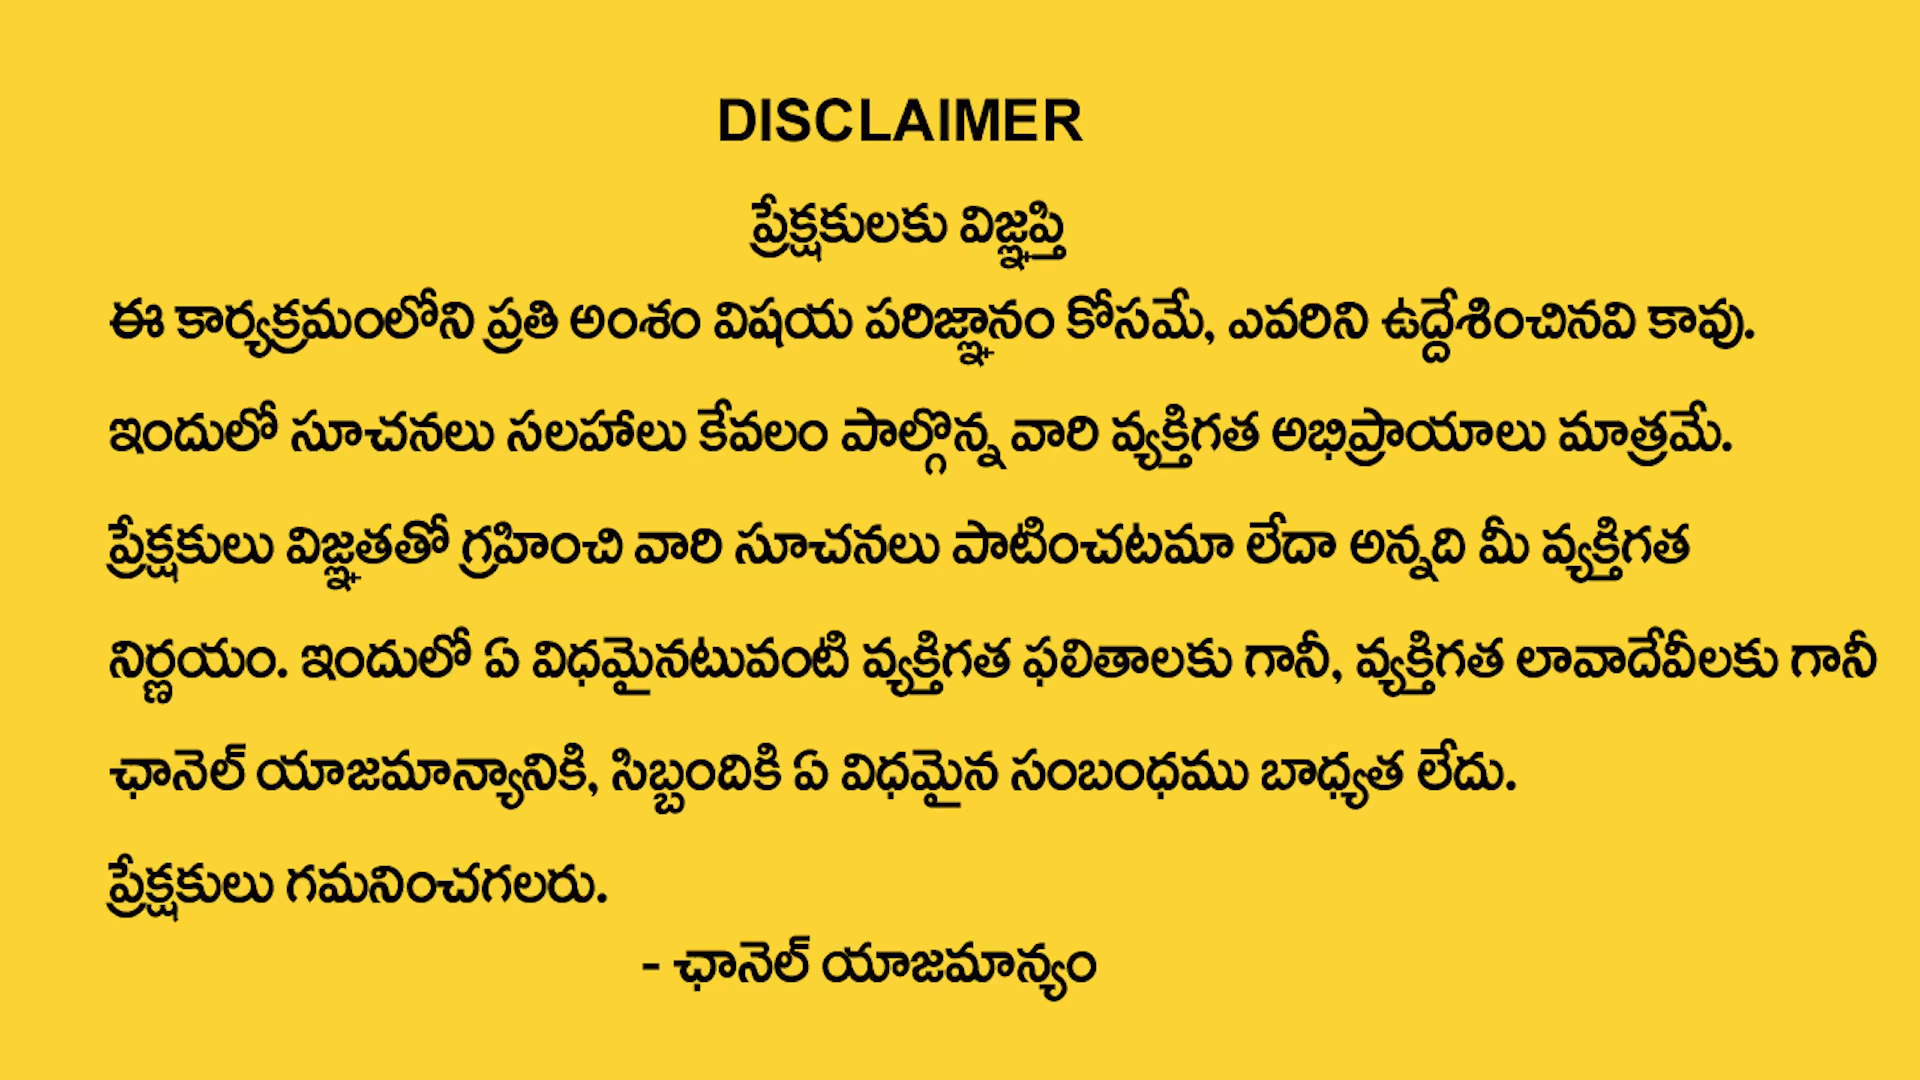 DISCLAIMER
ప్రేక్షకులకు విజ్ఞప్తి
ఈ కార్యక్రమంలోని ప్రతి అంశం విషయ పరిజ్ఞానం కోసమే, ఎవరిని ఉద్దేశించినవి కావు.
ఇందులో సూచనలు సలహాలు కేవలం పాల్గొన్న వారి వ్యక్తిగత అభిప్రాయాలు మాత్రమే.
ప్రేక్షకులు విజ్ఞతతో గ్రహించి వారి సూచనలు పాటించటమా లేదా అన్నది మీ వ్యక్తిగత
నిర్ణయం. ఇందులో ఏ విధమైనటువంటి వ్యక్తిగత ఫలితాలకు గానీ, వ్యక్తిగత లావాదేవీలకు గానీ
ఛానెల్ యాజమాన్యానికి, సిబ్బందికి ఏ విధమైన సంబంధము బాధ్యత లేదు.
ప్రేక్షకులు గమనించగలరు.
- ఛానెల్ యాజమాన్యం